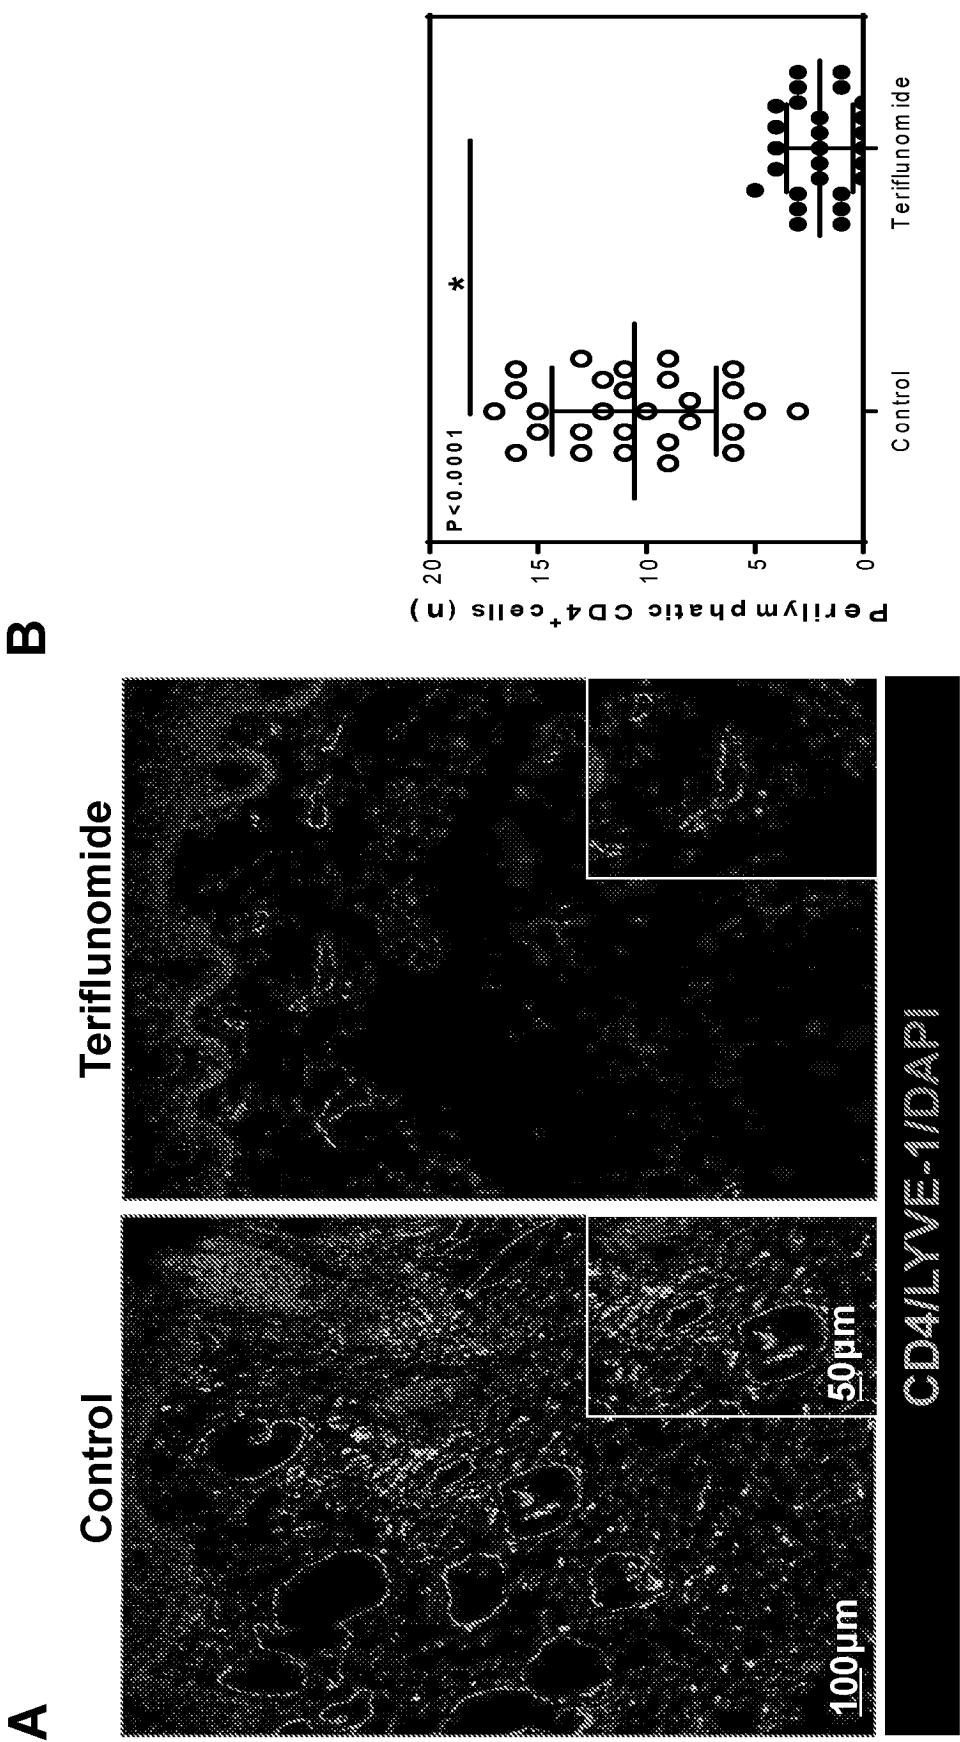 A
Control
Teriflunomide
100µm
50µm
CD4/LYVE-1/DAPI
B
Perilymphatic CD4+cells (n)
20
15
10
5
0
P<0.0001
*
Control
Teriflunomide